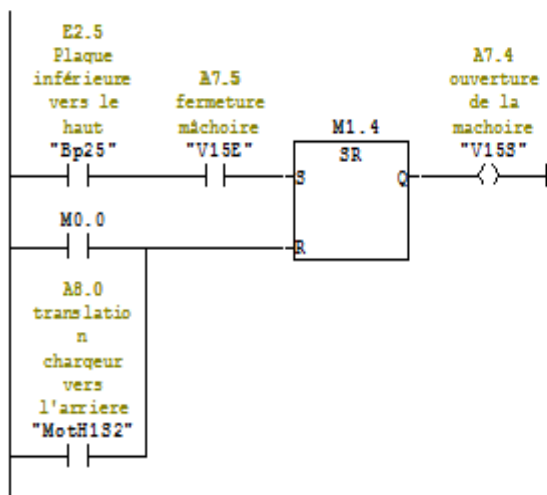 E2.5
Plaque
inférieure
vers le
haut
"Bp25"
A7.5
fermeture
mâchoire
"V15E"
M1.4
SR
S
Q
R
A7.4
ouverture
de la
machoire
"V15S"
M0.0
A8.0
translatio
n
chargeur
vers
l'arriere
"MotH1S2"